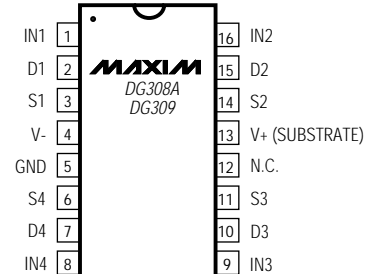 IN1 1 16 IN2
D1 2 MAXIM 15 D2
S1 3 DG308A 14 S2
DG309
V- 4 13 V+ (SUBSTRATE)
GND 5 12 N.C.
S4 6 11 S3
D4 7 10 D3
IN4 8 9 IN3